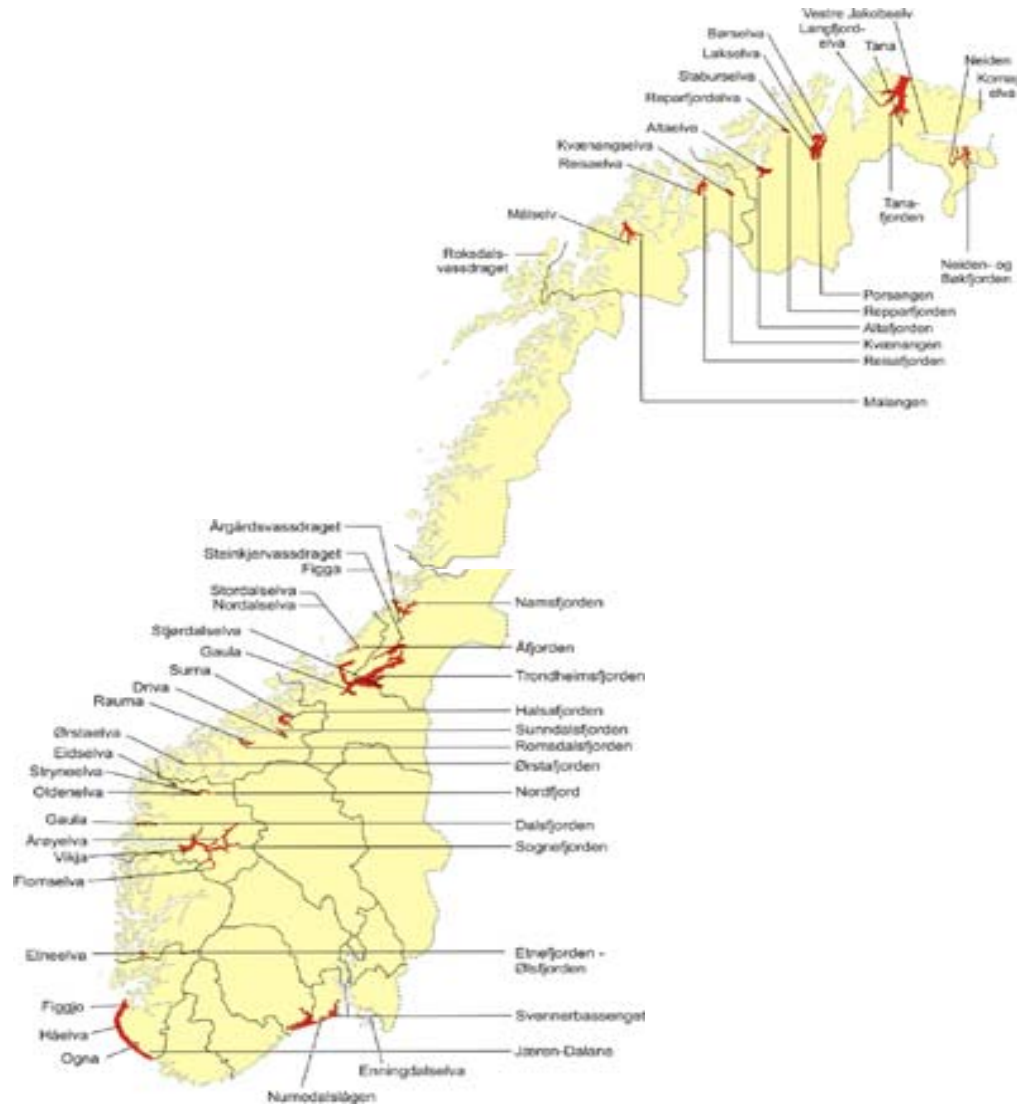 Vestre Jakobselv
Langfjord-
elva
Tana
Neiden
Børselva
Lakselva
Staburselva
Repparfjordelva
Altaelva
Kvænangselva
Reisaelva
Målselv
Roksdals-
vassdraget
Tana-
fjorden
Neiden- og
Bøkfjorden
Porsangen
Repparfjorden
Altafjorden
Kvænangen
Reisafjorden
Malangen
Årgårdsvassdraget
Steinkjervassdraget
Figga
Stordalselva
Nordalselva
Stjørdalselva
Gaula
Surna
Driva
Rauma
Ørstaelva
Eidselva
Stryneelva
Oldenelva
Gaula
Årøyelva
Vikja
Flomselva
Etneelva
Figgjo
Håelva
Ogna
Numedalslågen
Enningdalselva
Namsfjorden
Åfjorden
Trondheimsfjorden
Halsafjorden
Sunndalsfjorden
Romsdalsfjorden
Ørstafjorden
Nordfjord
Dalsfjorden
Sognefjorden
Etnefjorden -
Ølsfjorden
Svennerbassenget
Jæren-Dalane